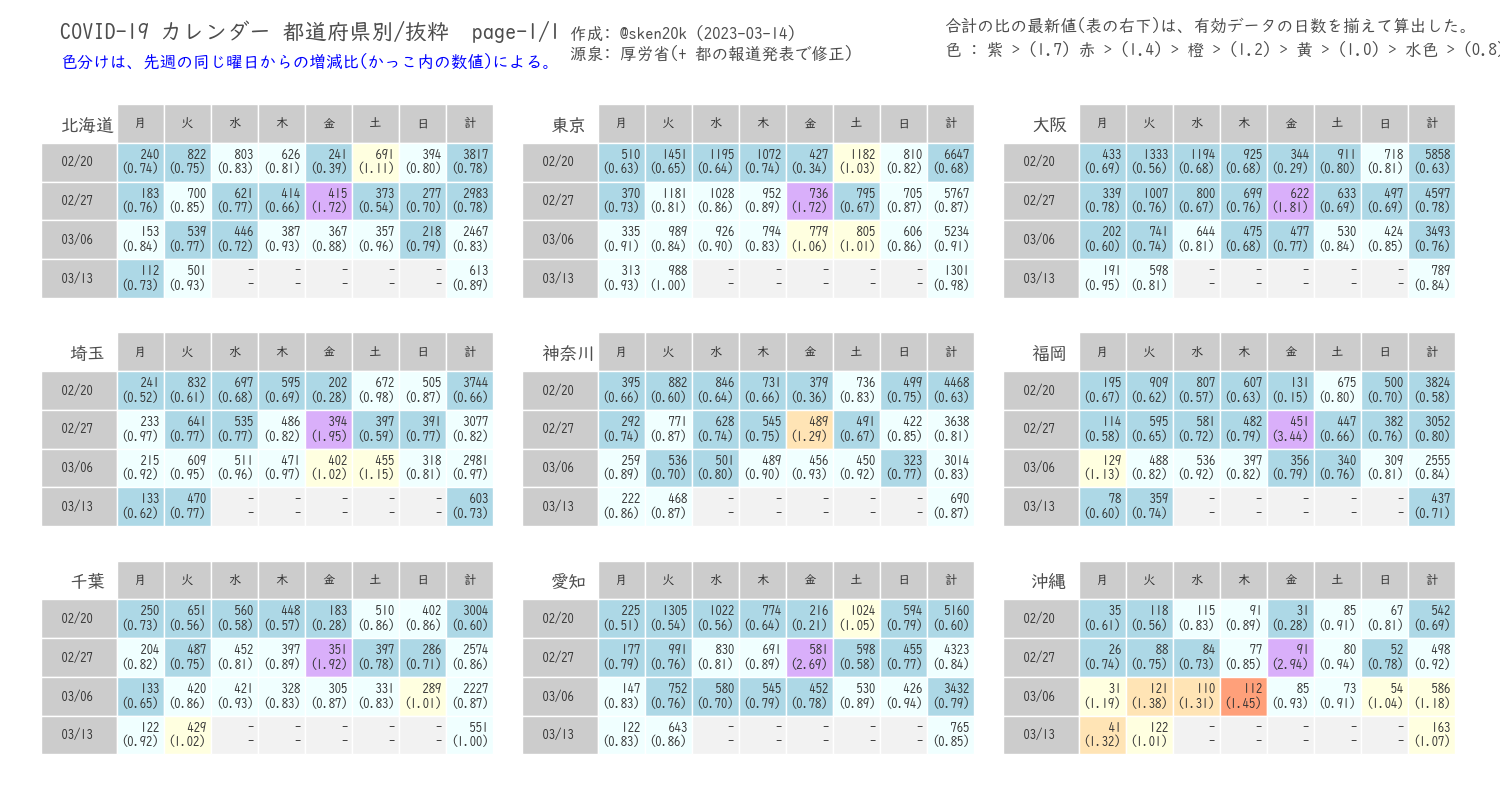 COVID-19 カレンダー 都道府県別/抜粋 page-1/1
作成: @sken20k (2023-03-14)
合計の比の最新値(表の右下)は、有効データの日数を揃えて算出した。
色分けは、先週の同じ曜日からの増減比(かっこ内の数値)による。
源泉: 厚労省(+ 都の報道発表で修正)
色 : 紫 > (1.7) 赤 > (1.4) > 橙 > (1.2) > 黄 > (1.0) > 水色 > (0.8)
北海道 月 火 水 木 金 土 日 計
02/20 240 822 803 626 241 691 394 3817
(0.74) (0.75) (0.83) (0.81) (0.39) (1.11) (0.80) (0.78)
02/27 183 700 621 414 415 373 277 2983
(0.76) (0.85) (0.77) (0.66) (1.72) (0.54) (0.70) (0.78)
03/06 153 539 446 387 367 357 218 2467
(0.84) (0.77) (0.72) (0.93) (0.88) (0.96) (0.79) (0.83)
03/13 112 501 - - - - - 613
(0.73) (0.93) - - - - - (0.89)
東京 月 火 水 木 金 土 日 計
02/20 510 1451 1195 1072 427 1182 810 6647
(0.63) (0.65) (0.64) (0.74) (0.34) (1.03) (0.82) (0.68)
02/27 370 1181 1028 952 736 795 705 5767
(0.73) (0.81) (0.86) (0.89) (1.72) (0.67) (0.87) (0.87)
03/06 335 989 926 794 779 805 606 5234
(0.91) (0.84) (0.90) (0.83) (1.06) (1.01) (0.86) (0.91)
03/13 313 988 - - - - - 1301
(0.93) (1.00) - - - - - (0.98)
大阪 月 火 水 木 金 土 日 計
02/20 433 1333 1194 925 344 911 718 5858
(0.69) (0.56) (0.68) (0.68) (0.29) (0.80) (0.81) (0.63)
02/27 339 1007 800 699 622 633 497 4597
(0.78) (0.76) (0.67) (0.76) (1.81) (0.69) (0.69) (0.78)
03/06 202 741 644 475 477 530 424 3493
(0.60) (0.74) (0.81) (0.68) (0.77) (0.84) (0.85) (0.76)
03/13 191 598 - - - - - 789
(0.95) (0.81) - - - - - (0.84)
埼玉 月 火 水 木 金 土 日 計
02/20 241 832 697 595 202 672 505 3744
(0.52) (0.61) (0.68) (0.69) (0.28) (0.98) (0.87) (0.66)
02/27 233 641 535 486 394 397 391 3077
(0.97) (0.77) (0.77) (0.82) (1.95) (0.59) (0.77) (0.82)
03/06 215 609 511 471 402 455 318 2981
(0.92) (0.95) (0.96) (0.97) (1.02) (1.15) (0.81) (0.97)
03/13 133 470 - - - - - 603
(0.62) (0.77) - - - - - (0.73)
神奈川 月 火 水 木 金 土 日 計
02/20 395 882 846 731 379 736 499 4468
(0.66) (0.60) (0.64) (0.66) (0.36) (0.83) (0.75) (0.63)
02/27 292 771 628 545 489 491 422 3638
(0.74) (0.87) (0.74) (0.75) (1.29) (0.67) (0.85) (0.81)
03/06 259 536 501 489 456 450 323 3014
(0.89) (0.70) (0.80) (0.90) (0.93) (0.92) (0.77) (0.83)
03/13 222 468 - - - - - 690
(0.86) (0.87) - - - - - (0.87)
福岡 月 火 水 木 金 土 日 計
02/20 195 909 807 607 131 675 500 3824
(0.67) (0.62) (0.57) (0.63) (0.15) (0.80) (0.70) (0.58)
02/27 114 595 581 482 451 447 382 3052
(0.58) (0.65) (0.72) (0.79) (3.44) (0.66) (0.76) (0.80)
03/06 129 488 536 397 356 340 309 2555
(1.13) (0.82) (0.92) (0.82) (0.79) (0.76) (0.81) (0.84)
03/13 78 359 - - - - - 437
(0.60) (0.74) - - - - - (0.71)
千葉 月 火 水 木 金 土 日 計
02/20 250 651 560 448 183 510 402 3004
(0.73) (0.56) (0.58) (0.57) (0.28) (0.86) (0.86) (0.60)
02/27 204 487 452 397 351 397 286 2574
(0.82) (0.75) (0.81) (0.89) (1.92) (0.78) (0.71) (0.86)
03/06 133 420 421 328 305 331 289 2227
(0.65) (0.86) (0.93) (0.83) (0.87) (0.83) (1.01) (0.87)
03/13 122 429 - - - - - 551
(0.92) (1.02) - - - - - (1.00)
愛知 月 火 水 木 金 土 日 計
02/20 225 1305 1022 774 216 1024 594 5160
(0.51) (0.54) (0.56) (0.64) (0.21) (1.05) (0.79) (0.60)
02/27 177 991 830 691 581 598 455 4323
(0.79) (0.76) (0.81) (0.89) (2.69) (0.58) (0.77) (0.84)
03/06 147 752 580 545 452 530 426 3432
(0.83) (0.76) (0.70) (0.79) (0.78) (0.89) (0.94) (0.79)
03/13 122 643 - - - - - 765
(0.83) (0.86) - - - - - (0.85)
沖縄 月 火 水 木 金 土 日 計
02/20 35 118 115 91 31 85 67 542
(0.61) (0.56) (0.83) (0.89) (0.28) (0.91) (0.81) (0.69)
02/27 26 88 84 77 91 80 52 498
(0.74) (0.75) (0.73) (0.85) (2.94) (0.94) (0.78) (0.92)
03/06 31 121 110 112 85 73 54 586
(1.19) (1.38) (1.31) (1.45) (0.93) (0.91) (1.04) (1.18)
03/13 41 122 - - - - - 163
(1.32) (1.01) - - - - - (1.07)